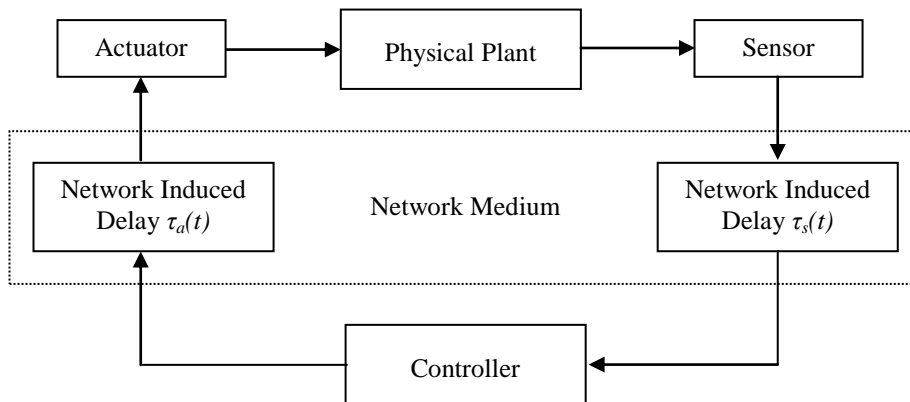 Actuator
Physical Plant
Sensor
Network Induced
Delay τa(t)
Network Medium
Network Induced
Delay τs(t)
Controller